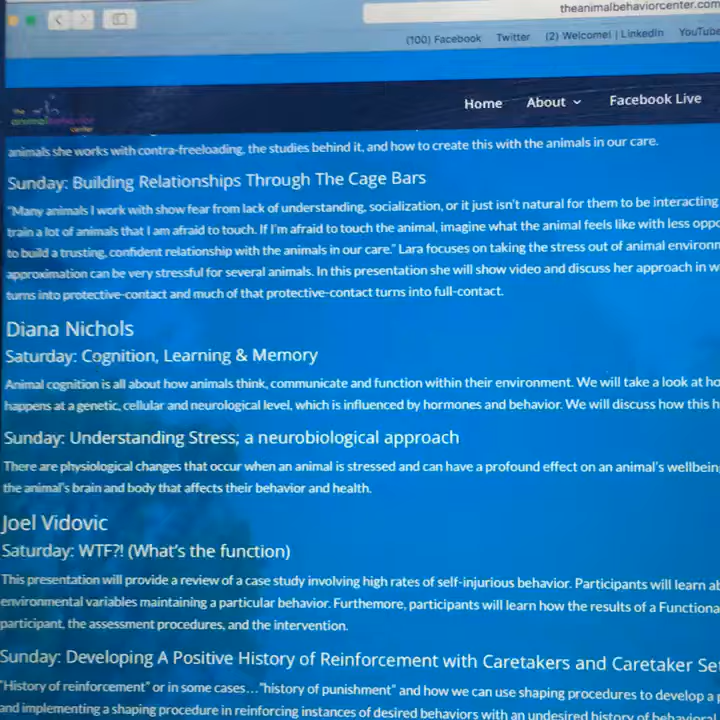 theanimalbehaviorcenter.com
(100) Facebook Twitter (2) Welcome! | LinkedIn YouTube
the animalbehavior center
Home About Facebook Live
animals she works with contra-freeloading, the studies behind it, and how to create this with the animals in our care.
Sunday: Building Relationships Through The Cage Bars
"Many animals I work with show fear from lack of understanding, socialization, or it just isn't natural for them to be interacting
train a lot of animals that I am afraid to touch. If I'm afraid to touch the animal, imagine what the animal feels like with less
to build a trusting, confident relationship with the animals in our care." Lara focuses on taking the stress out of animal
approximation can be very stressful for several animals. In this presentation she will show video and discuss her approach in
turns into protective-contact and much of that protective-contact turns into full-contact.
Diana Nichols
Saturday: Cognition, Learning & Memory
Animal cognition is all about how animals think, communicate and function within their environment. We will take a look at
happens at a genetic, cellular and neurological level, which is influenced by hormones and behavior. We will discuss how this
Sunday: Understanding Stress; a neurobiological approach
There are physiological changes that occur when an animal is stressed and can have a profound effect on an animal's
the animal's brain and body that affects their behavior and health.
Joel Vidovic
Saturday: WTF?! (What's the function)
This presentation will provide a review of a case study involving high rates of self-injurious behavior. Participants will learn
environmental variables maintaining a particular behavior. Furthemore, participants will learn how the results of a
participant, the assessment procedures, and the intervention.
Sunday: Developing A Positive History of Reinforcement with Caretakers and Caretaker
"History of reinforcement" or in some cases…"history of punishment" and how we can use shaping procedures to develop a
and implementing a shaping procedure in reinforcing instances of desired behaviors with an undesired history of